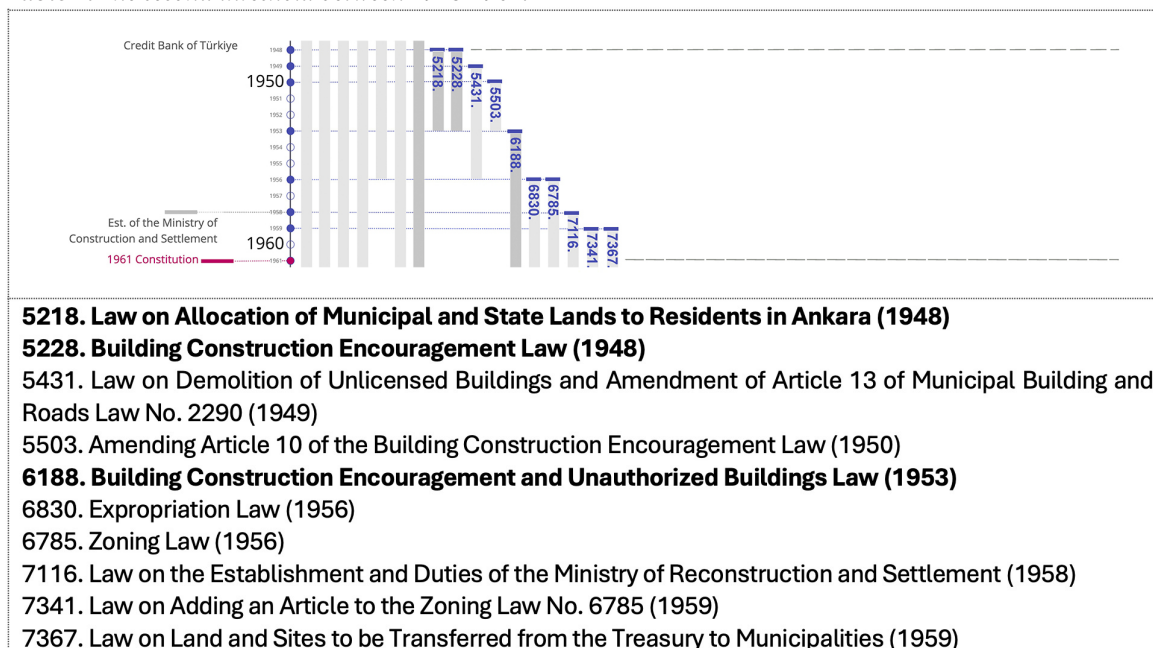 Credit Bank of Türkiye
1948
1949
1950
1951
1952
1953
1954
1955
1956
1957
1958
1959
1960
1961
Est. of the Ministry of
Construction and Settlement
1961 Constitution
5218.
5228.
5431.
5503.
6188.
6830.
6785.
7116.
7341.
7367.
5218. Law on Allocation of Municipal and State Lands to Residents in Ankara (1948)
5228. Building Construction Encouragement Law (1948)
5431. Law on Demolition of Unlicensed Buildings and Amendment of Article 13 of Municipal Building and
Roads Law No. 2290 (1949)
5503. Amending Article 10 of the Building Construction Encouragement Law (1950)
6188. Building Construction Encouragement and Unauthorized Buildings Law (1953)
6830. Expropriation Law (1956)
6785. Zoning Law (1956)
7116. Law on the Establishment and Duties of the Ministry of Reconstruction and Settlement (1958)
7341. Law on Adding an Article to the Zoning Law No. 6785 (1959)
7367. Law on Land and Sites to be Transferred from the Treasury to Municipalities (1959)